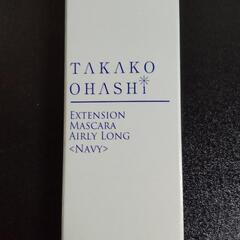 TAKAKO
OHASHi
EXTENSION
MASCARA
AIRLY LONG
<NAVY>